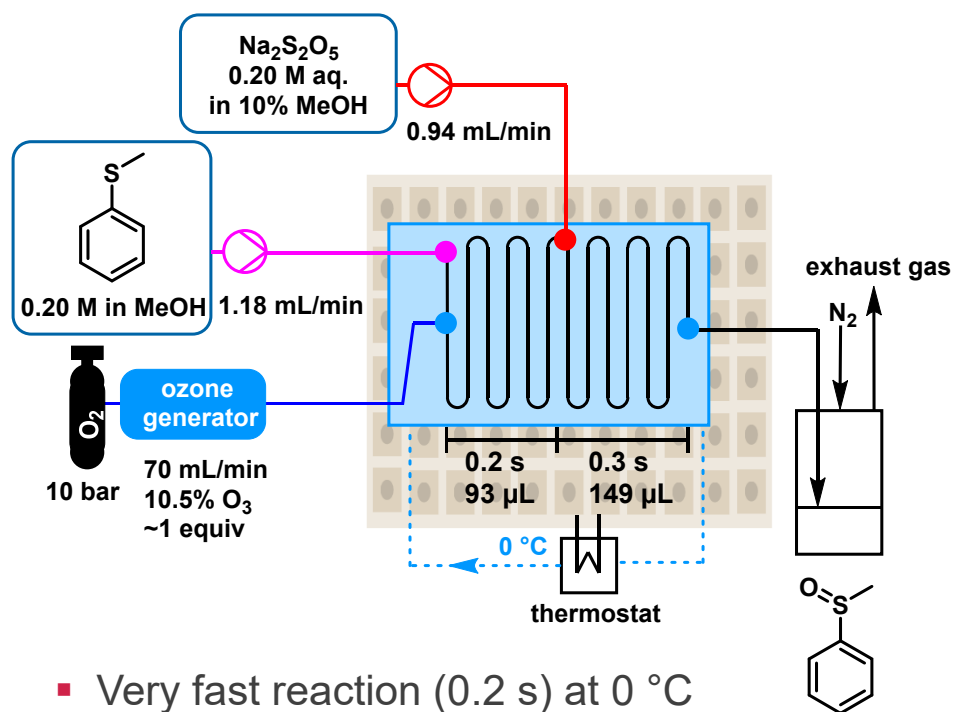 Na₂S₂O₅
0.20 M aq.
in 10% MeOH
0.94 mL/min
S
0.20 M in MeOH
1.18 mL/min
exhaust gas
N₂
O₂
ozone
generator
10 bar
70 mL/min
10.5% O₃
~1 equiv
0.2 s
93 µL
0.3 s
149 µL
0 °C
thermostat
O
S
▪ Very fast reaction (0.2 s) at 0 °C